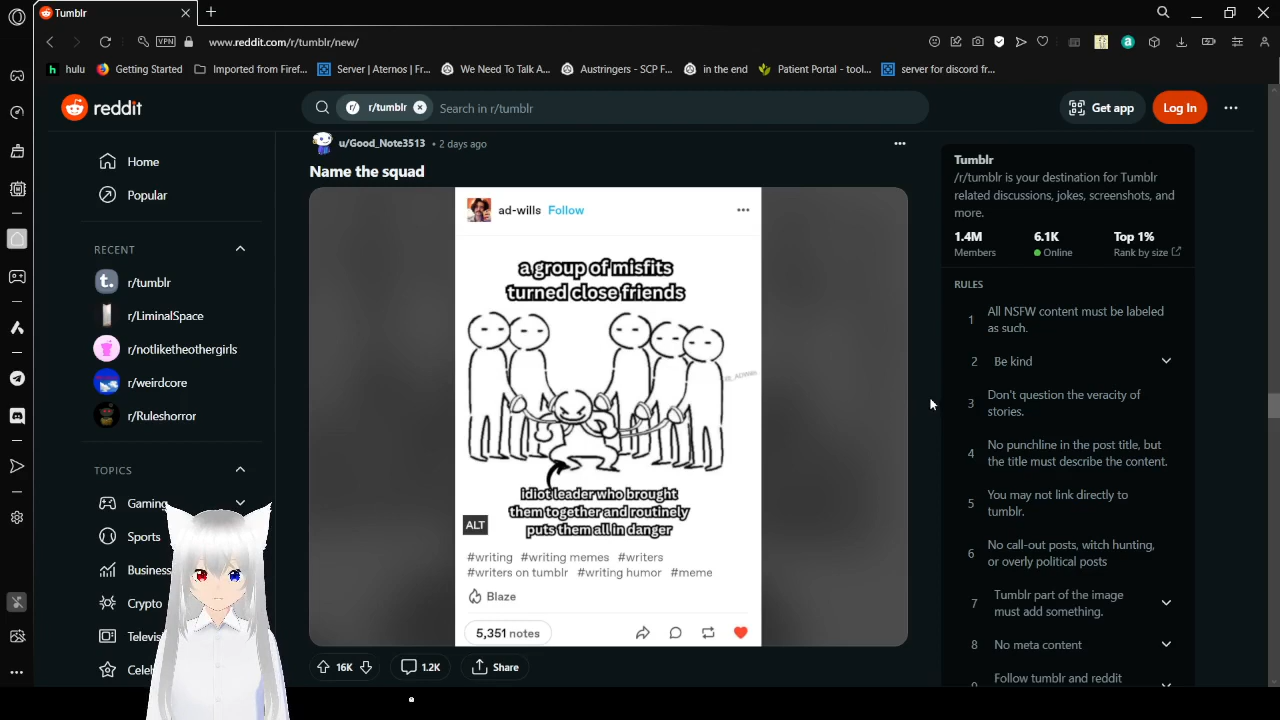 Tumblr
VPN
www.reddit.com/r/tumblr/new/
hulu
Getting Started
Imported from Firef...
Server | Aternos | Fr...
We Need To Talk A...
Austringers - SCP F...
in the end
Patient Portal - tool...
server for discord fr...
reddit
r/tumblr
Search in r/tumblr
Get app
Log In
Home
Popular
RECENT
r/tumblr
r/LiminalSpace
r/notliketheothergirls
r/weirdcore
r/Ruleshorror
TOPICS
Gaming
Sports
Business
Crypto
Televi
Celeb
u/Good_Note3513 • 2 days ago
Name the squad
ad-wills Follow
a group of misfits
turned close friends
idiot leader who brought
them together and routinely
puts them all in danger
ALT
#writing #writing memes #writers
#writers on tumblr #writing humor #meme
Blaze
5,351 notes
16K
1.2K
Share
Tumblr
/r/tumblr is your destination for Tumblr
related discussions, jokes, screenshots, and
more.
1.4M
Members
6.1K
Online
Top 1%
Rank by size
RULES
1 All NSFW content must be labeled
as such.
2 Be kind
3 Don't question the veracity of
stories.
4 No punchline in the post title, but
the title must describe the content.
5 You may not link directly to
tumblr.
6 No call-out posts, witch hunting,
or overly political posts
7 Tumblr part of the image
must add something.
8 No meta content
Follow tumblr and reddit